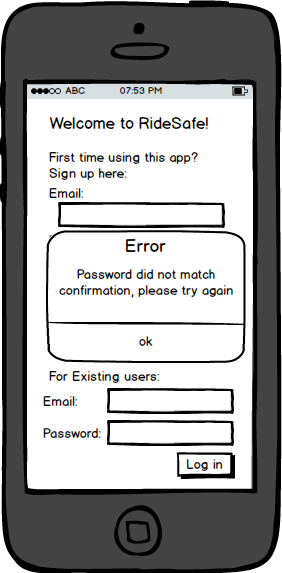 ABC 07:53 PM
Welcome to RideSafe!
First time using this app?
Sign up here:
Email:
Error
Password did not match
confirmation, please try again
ok
For Existing users:
Email:
Password:
Log in